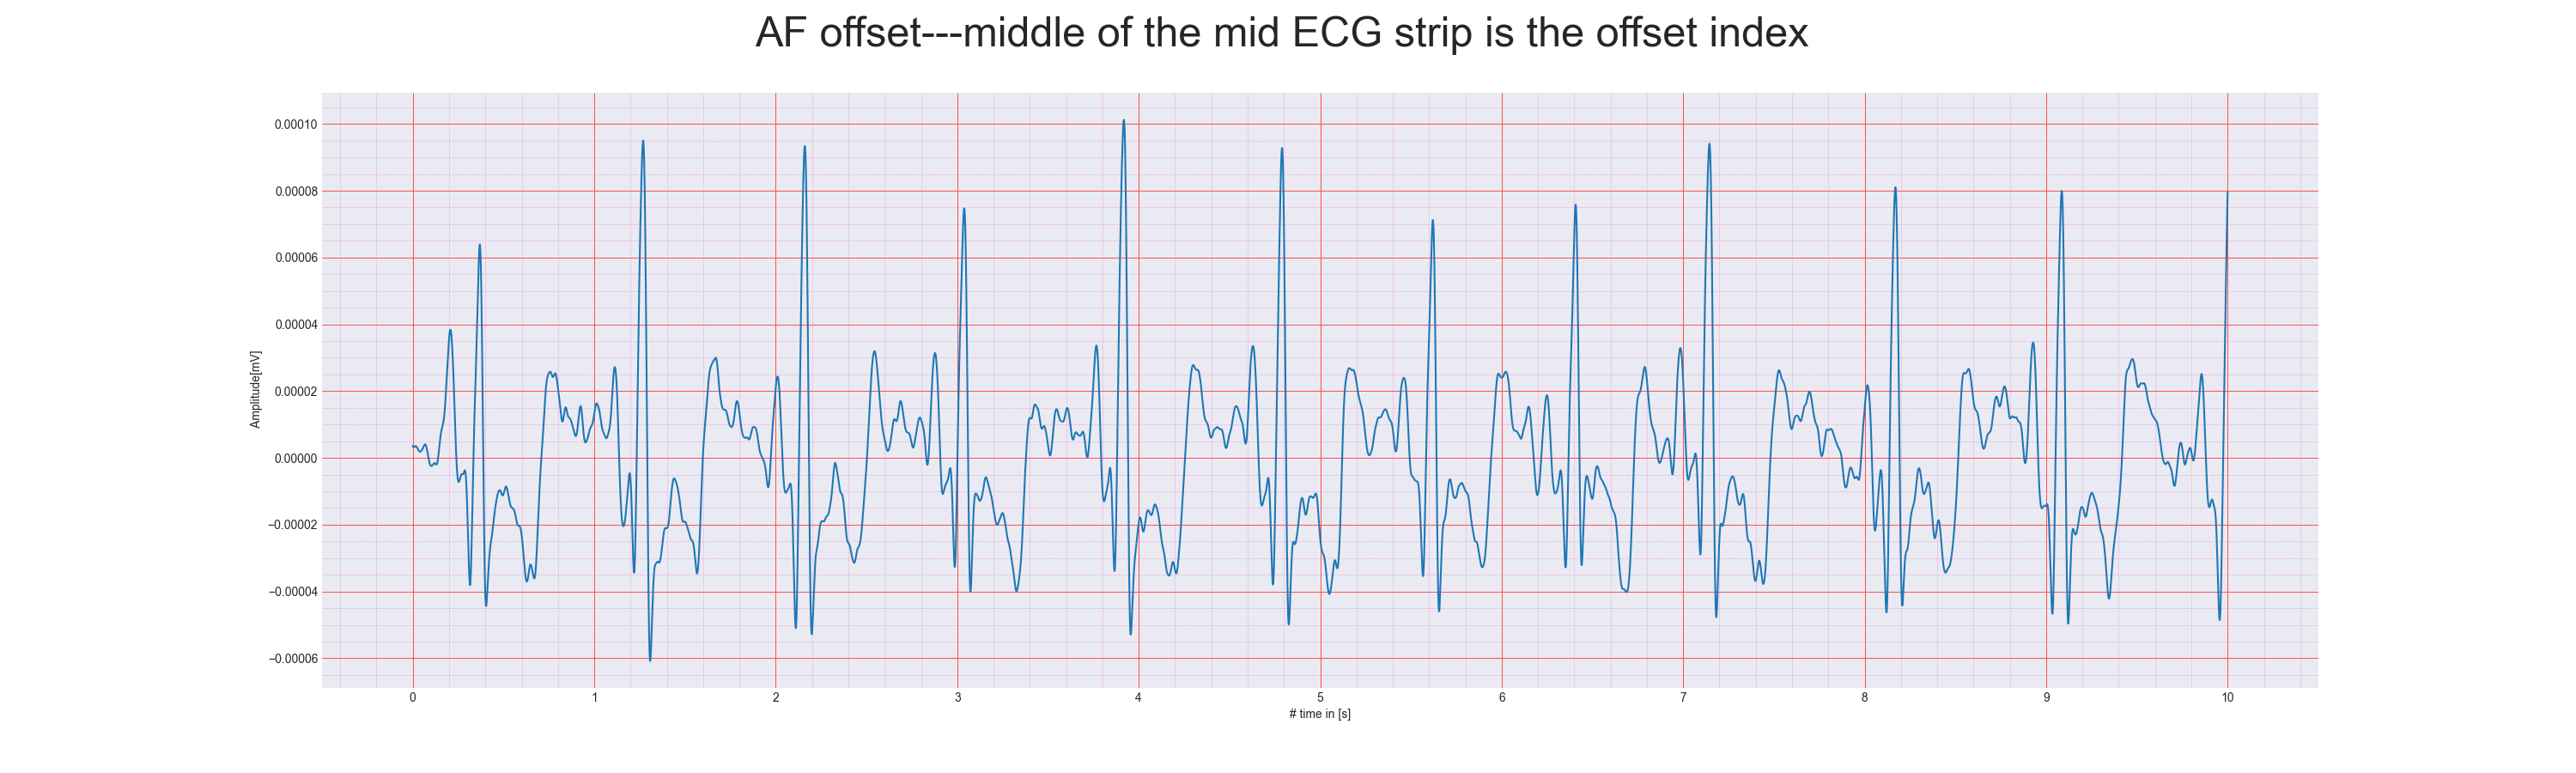 AF offset---middle of the mid ECG strip is the offset index
0.00010
0.00008
0.00006
0.00004
0.00002
0.00000
−0.00002
−0.00004
−0.00006
Amplitude[mV]
0 1 2 3 4 5 6 7 8 9 10
# time in [s]